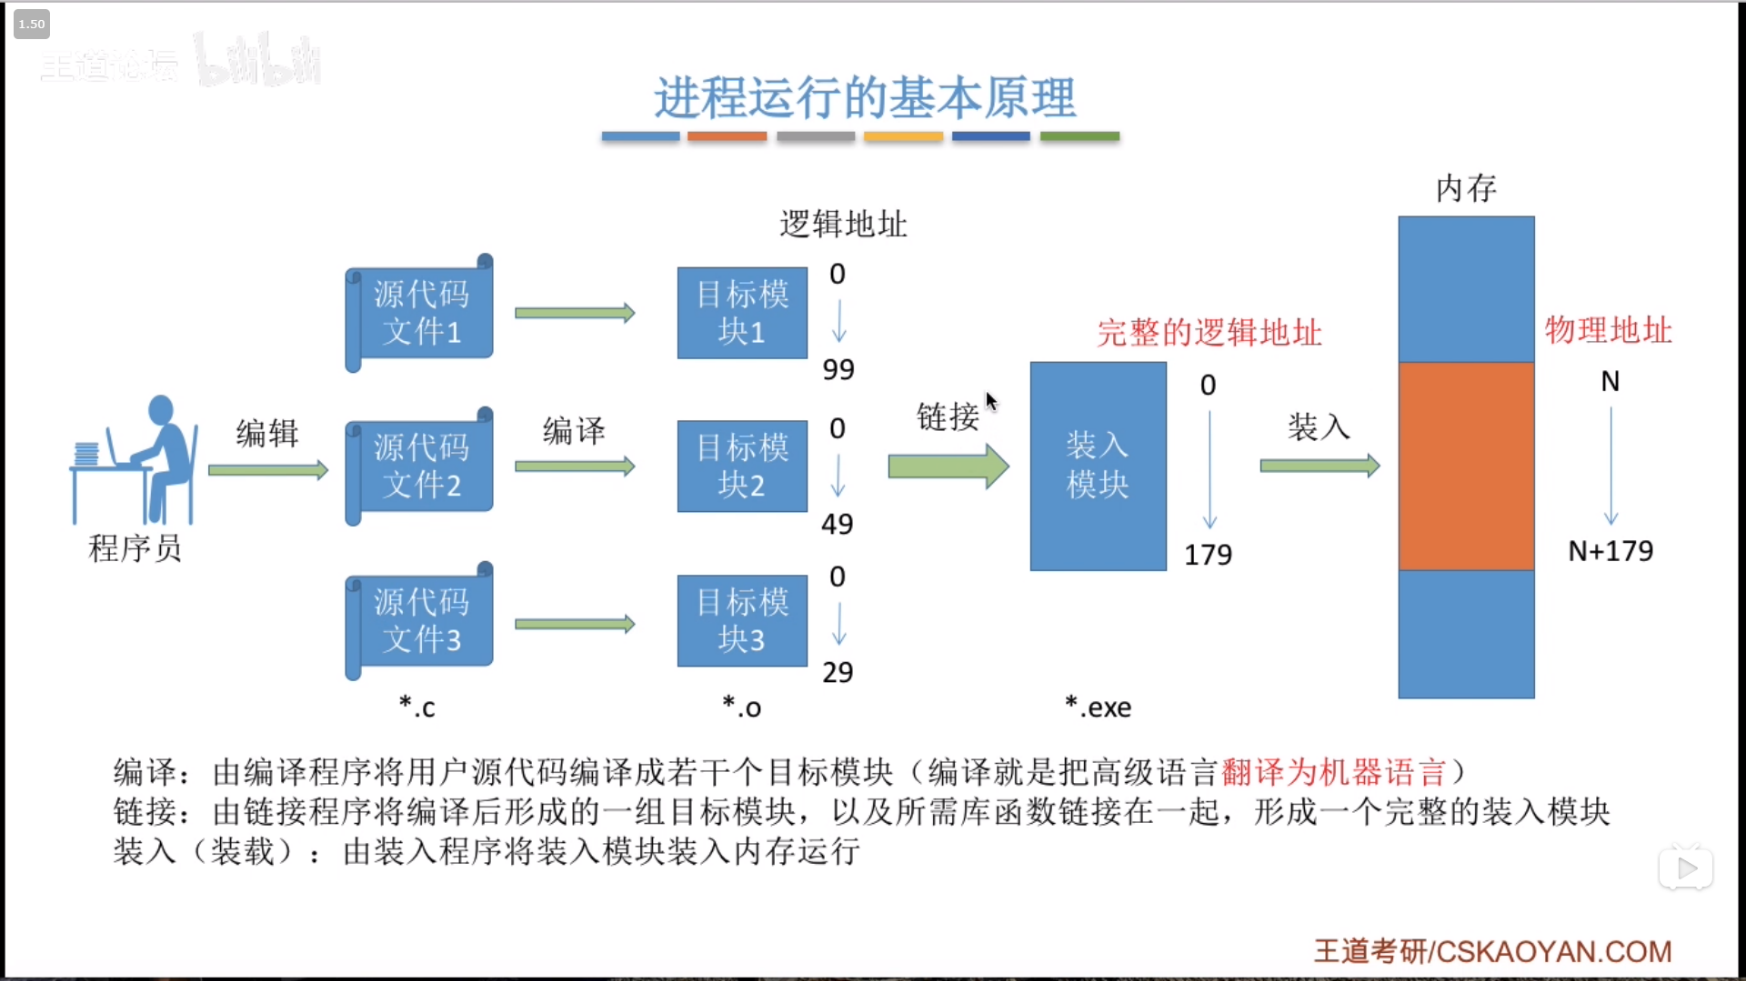 1.50
王道论坛 bilibili
进程运行的基本原理
内存
逻辑地址
源代码
文件1
目标模
块1
0
99
完整的逻辑地址
物理地址
程序员
编辑
源代码
文件2
编译
目标模
块2
0
49
链接
装入
模块
0
179
装入
N
N+179
源代码
文件3
目标模
块3
0
29
*.c
*.o
*.exe
编译：由编译程序将用户源代码编译成若干个目标模块（编译就是把高级语言翻译为机器语言）
链接：由链接程序将编译后形成的一组目标模块，以及所需库函数链接在一起，形成一个完整的装入模块
装入（装载）：由装入程序将装入模块装入内存运行
王道考研/CSKAOYAN.COM